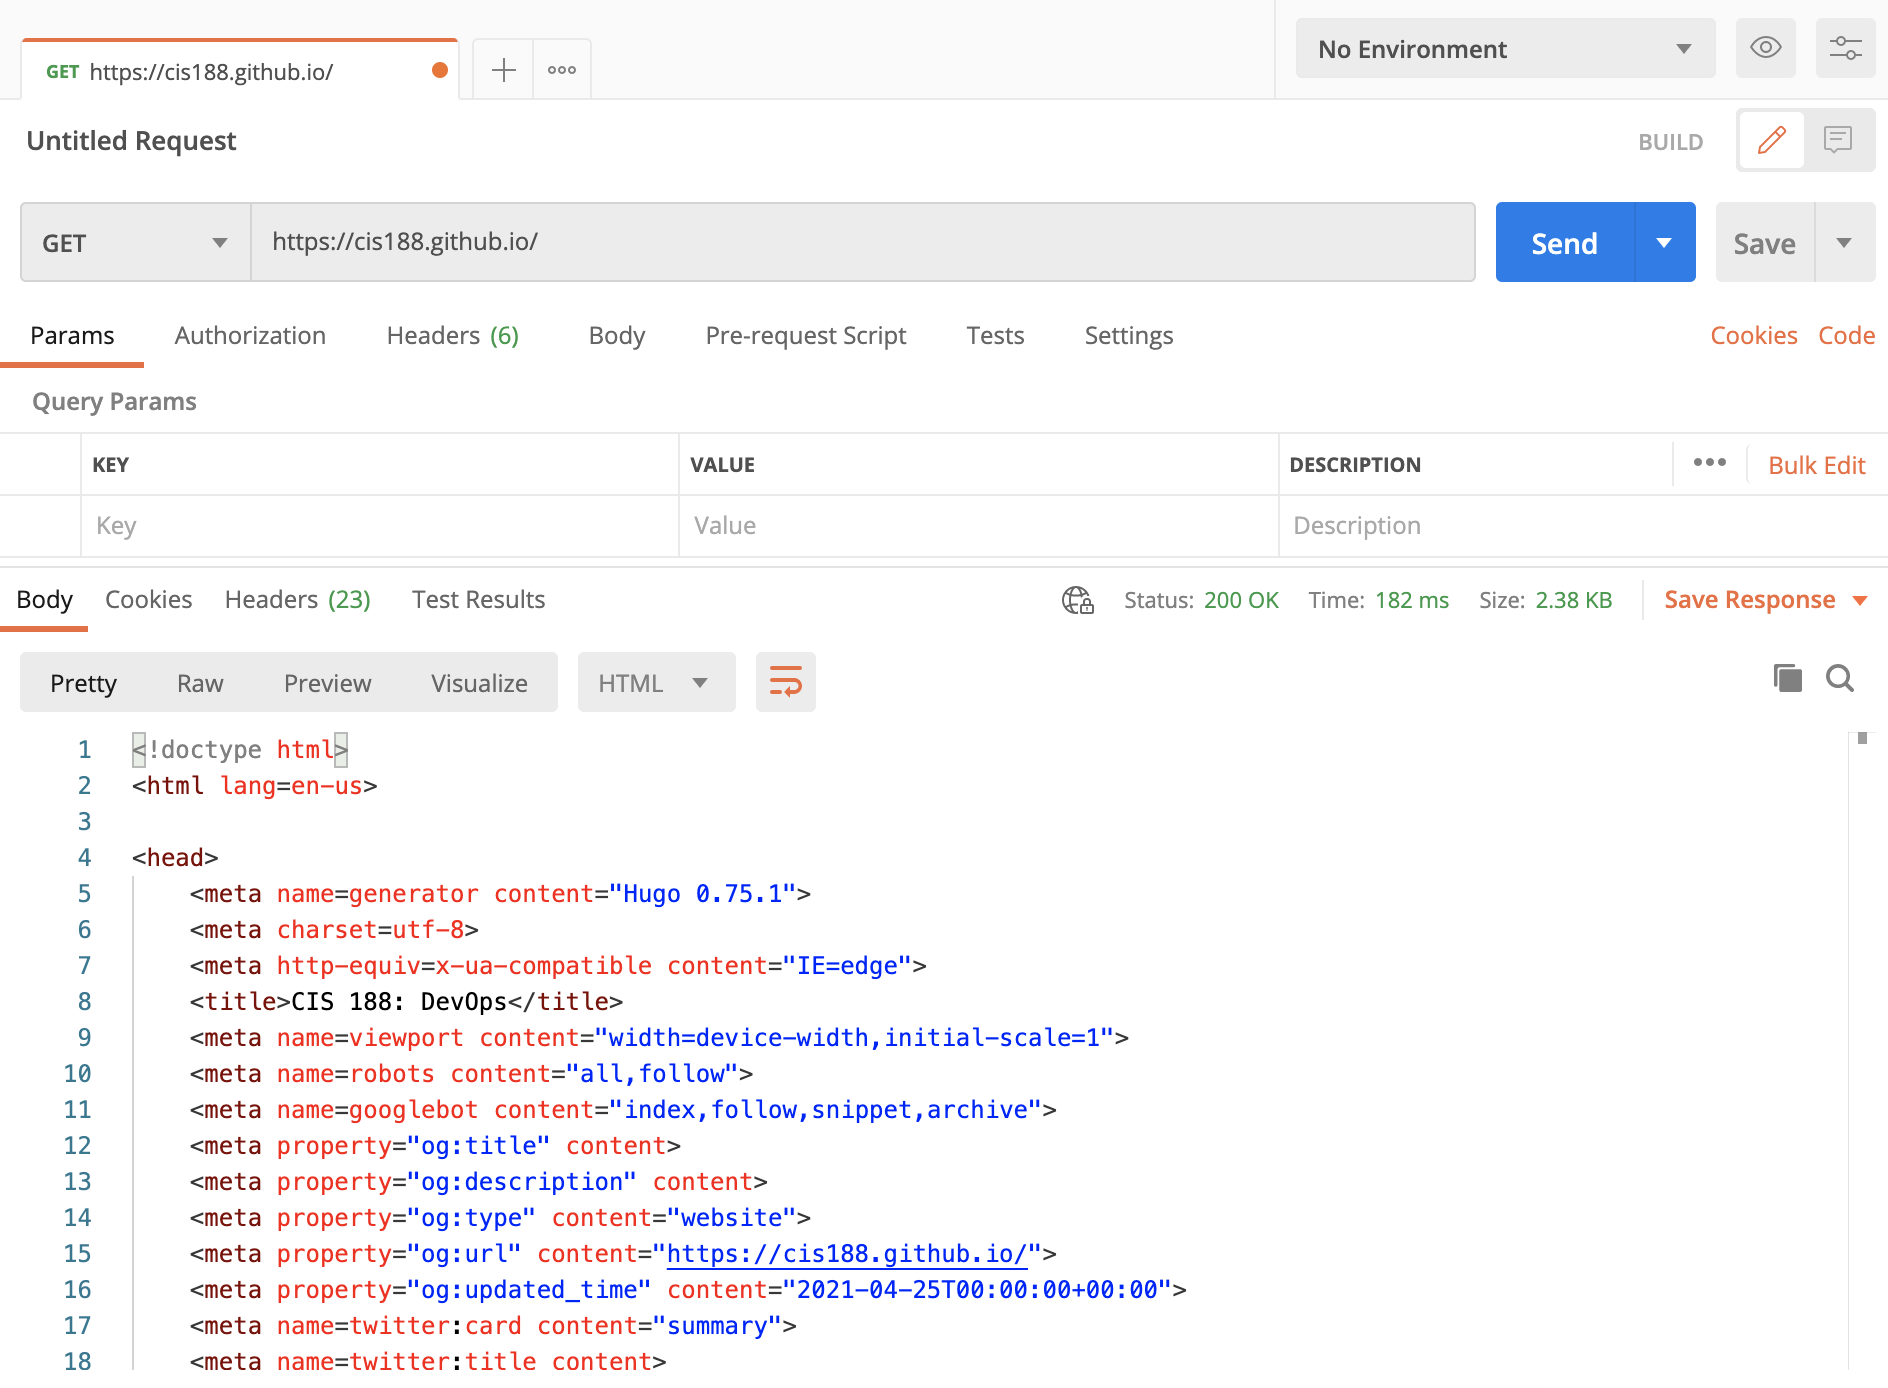 GET https://cis188.github.io/
No Environment
Untitled Request
BUILD
GET https://cis188.github.io/ Send Save
Params Authorization Headers (6) Body Pre-request Script Tests Settings Cookies Code
Query Params
KEY VALUE DESCRIPTION Bulk Edit
Key Value Description
Body Cookies Headers (23) Test Results Status: 200 OK Time: 182 ms Size: 2.38 KB Save Response
Pretty Raw Preview Visualize HTML
1 <!doctype html>
2 <html lang=en-us>
3
4 <head>
5 <meta name=generator content="Hugo 0.75.1">
6 <meta charset=utf-8>
7 <meta http-equiv=x-ua-compatible content="IE=edge">
8 <title>CIS 188: DevOps</title>
9 <meta name=viewport content="width=device-width,initial-scale=1">
10 <meta name=robots content="all,follow">
11 <meta name=googlebot content="index,follow,snippet,archive">
12 <meta property="og:title" content>
13 <meta property="og:description" content>
14 <meta property="og:type" content="website">
15 <meta property="og:url" content="https://cis188.github.io/">
16 <meta property="og:updated_time" content="2021-04-25T00:00:00+00:00">
17 <meta name=twitter:card content="summary">
18 <meta name=twitter:title content>